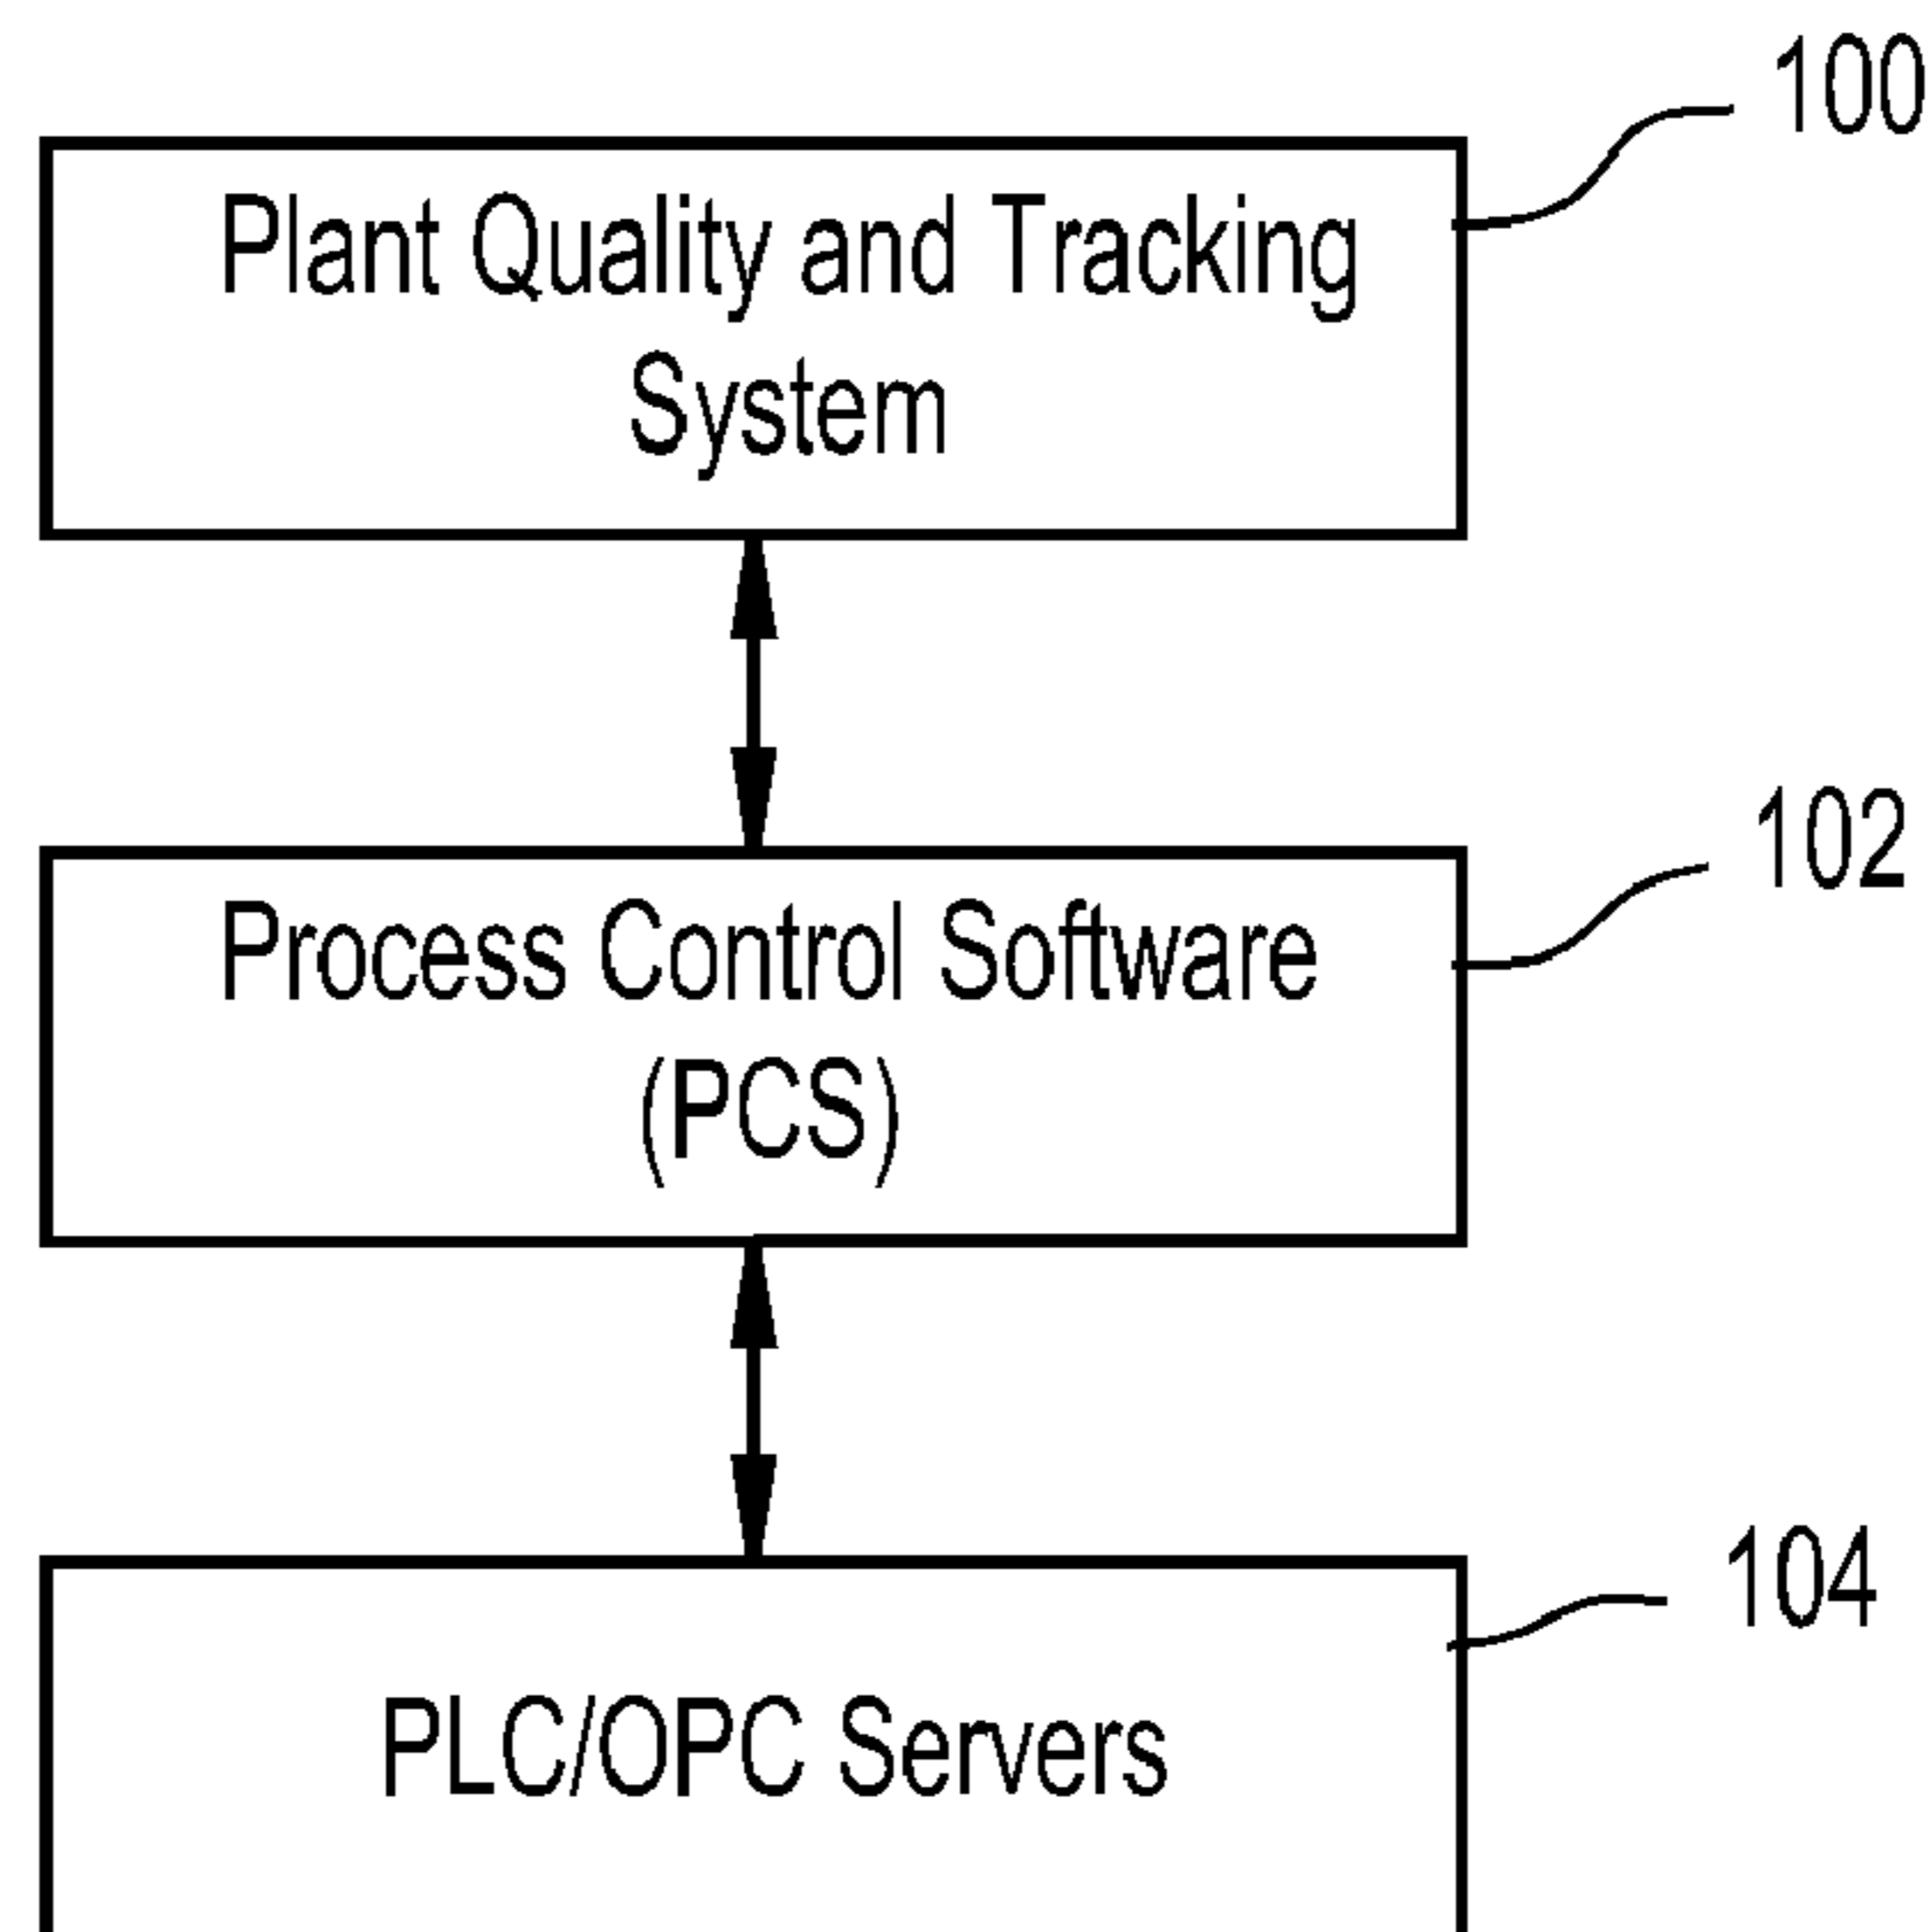 100
Plant Quality and Tracking
System
102
Process Control Software
(PCS)
104
PLC/OPC Servers